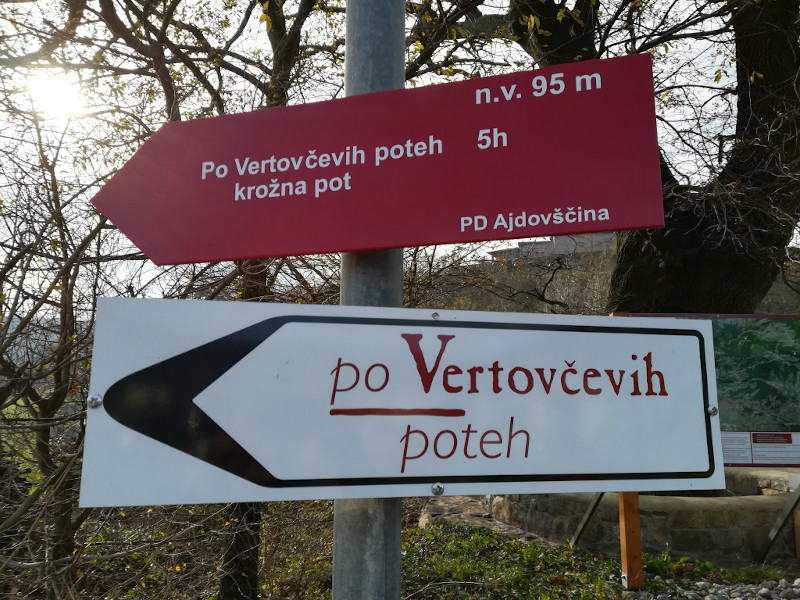 n.v. 95 m
Po Vertovčevih poteh 5h
krožna pot
PD Ajdovščina
po Vertovčevih
poteh